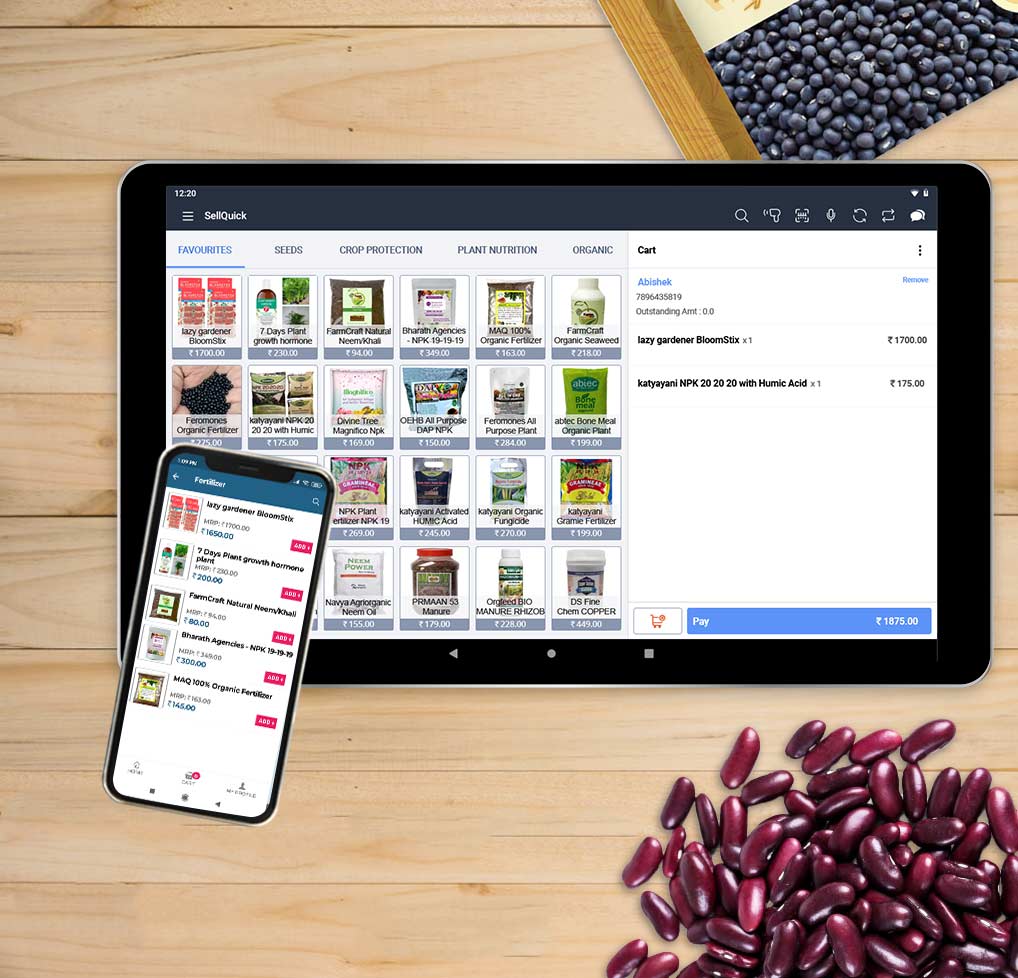 12:20
SellQuick
FAVOURITES SEEDS CROP PROTECTION PLANT NUTRITION ORGANIC
lazy gardener
BloomStix
₹ 1700.00
7 Days Plant
growth hormone
₹ 230.00
FarmCraft Natural
Neem/Khali
₹ 94.00
Bharath Agencies
- NPK 19-19-19
₹ 349.00
MAQ 100%
Organic Fertilizer
₹ 163.00
FarmCraft
Organic Seaweed
₹ 218.00
Feromones
Organic Fertilizer
₹ 275.00
katyayani NPK 20
20 20 with Humic
₹ 175.00
Divine Tree
Magnifico Npk
₹ 169.00
OEHB All Purpose
DAP NPK
₹ 150.00
Feromones All
Purpose Plant
₹ 284.00
abtec
Bone
meal
abtec Bone Meal
Organic Plant
₹ 199.00
NPK
GRAMINEAE
NPK Plant
ertilizer NPK 19
₹ 269.00
katyayani Activated
HUMIC Acid
₹ 245.00
katyayani Organic
Fungicide
₹ 270.00
GRAMINEAE
katyayani
Gramie Fertilizer
₹ 199.00
NEEM
POWER
Navya Agriorganic
Neem Oil
₹ 155.00
PRMAAN 53
Manure
₹ 179.00
Orgfeed BIO
MANURE RHIZOB
₹ 228.00
DS Fine
Chem COPPER
₹ 449.00
Cart
Abishek
Remove
7896435819
Outstanding Amt : 0.0
lazy gardener BloomStix x 1 ₹ 1700.00
katyayani NPK 20 20 20 with Humic Acid x 1 ₹ 175.00
Pay ₹ 1875.00
1:09 PM
Fertilizer
lazy gardener BloomStix
MRP: ₹ 1700.00
₹ 1650.00
ADD +
7 Days Plant growth hormone
plant
MRP: ₹ 230.00
₹ 200.00
ADD +
FarmCraft Natural Neem/Khali
MRP: ₹ 94.00
₹ 80.00
ADD +
Bharath Agencies - NPK 19-19-19
MRP: ₹ 349.00
₹ 300.00
ADD +
MAQ 100% Organic Fertilizer
MRP: ₹ 163.00
₹ 145.00
ADD +
HOME
CART
MY PROFILE